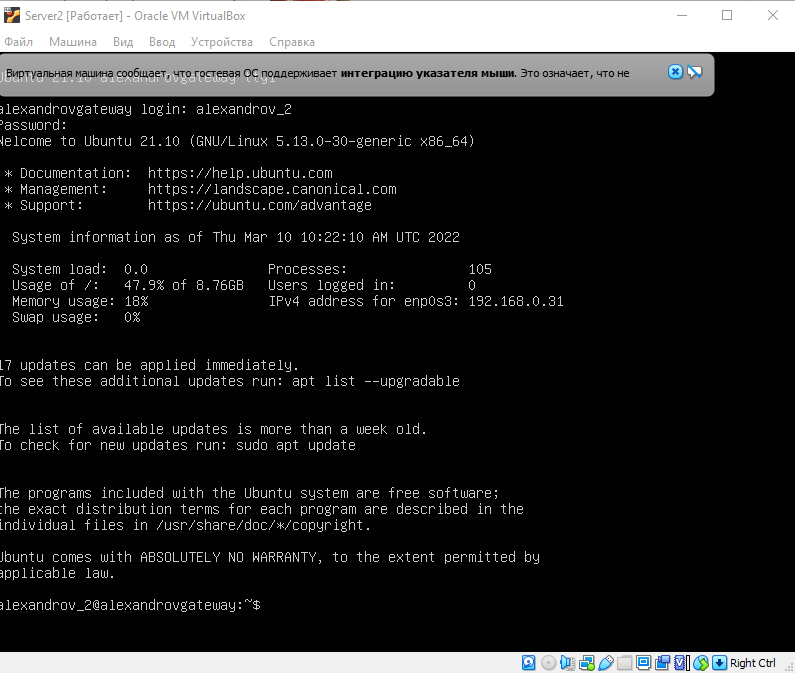 Server2 [Работает] - Oracle VM VirtualBox
Файл Машина Вид Ввод Устройства Справка
Виртуальная машина сообщает, что гостевая ОС поддерживает интеграцию указателя мыши. Это означает, что не
Ubuntu 21.10 alexandrovgateway tty1
alexandrovgateway login: alexandrov_2
Password:
Welcome to Ubuntu 21.10 (GNU/Linux 5.13.0-30-generic x86_64)
* Documentation: https://help.ubuntu.com
* Management: https://landscape.canonical.com
* Support: https://ubuntu.com/advantage
System information as of Thu Mar 10 10:22:10 AM UTC 2022
System load: 0.0 Processes: 105
Usage of /: 47.9% of 8.76GB Users logged in: 0
Memory usage: 18% IPv4 address for enp0s3: 192.168.0.31
Swap usage: 0%
17 updates can be applied immediately.
To see these additional updates run: apt list --upgradable
The list of available updates is more than a week old.
To check for new updates run: sudo apt update
The programs included with the Ubuntu system are free software;
the exact distribution terms for each program are described in the
individual files in /usr/share/doc/*/copyright.
Ubuntu comes with ABSOLUTELY NO WARRANTY, to the extent permitted by
applicable law.
alexandrov_2@alexandrovgateway:~$
Right Ctrl